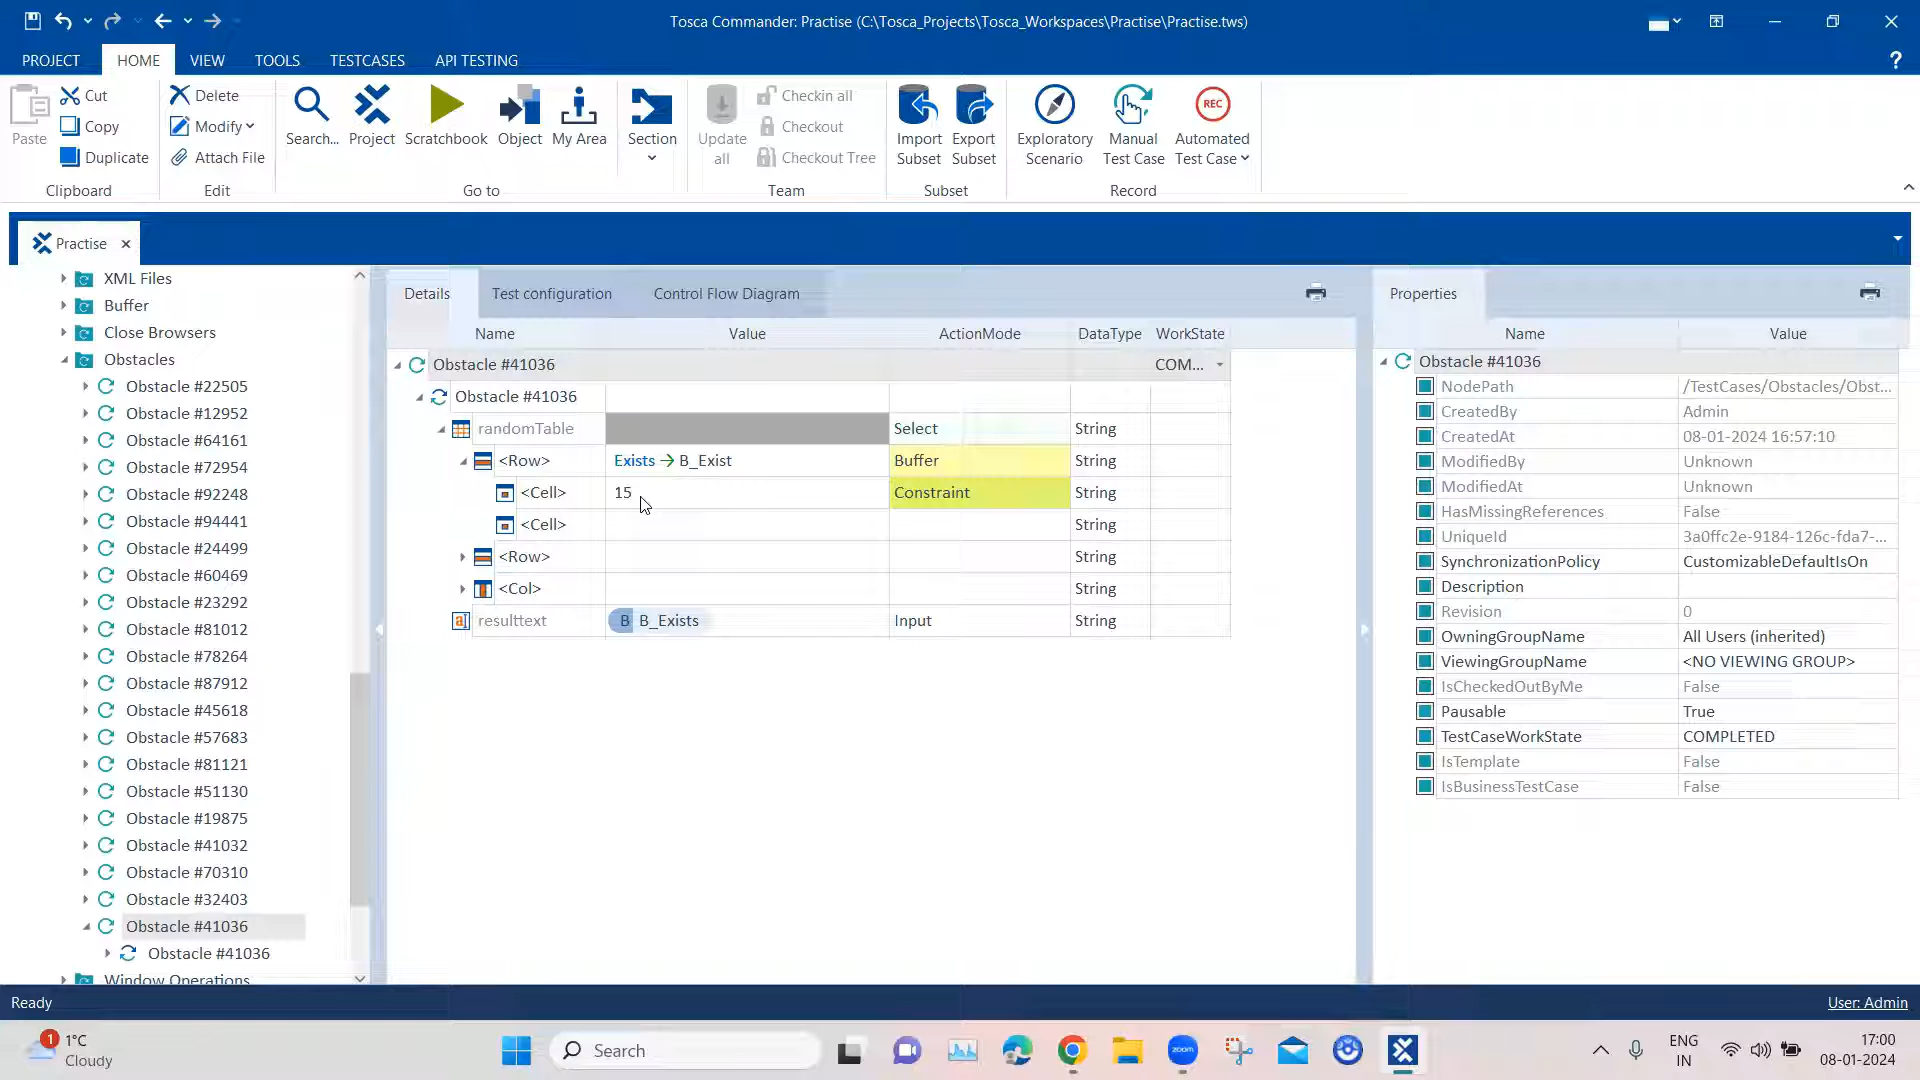 Tosca Commander: Practise (C:\Tosca_Projects\Tosca_Workspaces\Practise\Practise.tws)
PROJECT HOME VIEW TOOLS TESTCASES API TESTING ?
Paste
Cut
Copy
Duplicate
Clipboard
Delete
Modify
Attach File
Edit
Search...
Project
Scratchbook
Object
My Area
Go to
Section
Update all
Checkin all
Checkout
Checkout Tree
Team
Import Subset
Export Subset
Subset
Exploratory Scenario
Manual Test Case
REC
Automated Test Case
Record
Practise
XML Files
Buffer
Close Browsers
Obstacles
Obstacle #22505
Obstacle #12952
Obstacle #64161
Obstacle #72954
Obstacle #92248
Obstacle #94441
Obstacle #24499
Obstacle #60469
Obstacle #23292
Obstacle #81012
Obstacle #78264
Obstacle #87912
Obstacle #45618
Obstacle #57683
Obstacle #81121
Obstacle #51130
Obstacle #19875
Obstacle #41032
Obstacle #70310
Obstacle #32403
Obstacle #41036
Obstacle #41036
Window Operations
Details Test configuration Control Flow Diagram
Name Value ActionMode DataType WorkState
Obstacle #41036 COM...
Obstacle #41036
randomTable Select String
<Row> Exists → B_Exist Buffer String
<Cell> 15 Constraint String
<Cell> String
<Row> String
<Col> String
a resulttext B B_Exists Input String
Properties
Name Value
Obstacle #41036
NodePath /TestCases/Obstacles/Obst...
CreatedBy Admin
CreatedAt 08-01-2024 16:57:10
ModifiedBy Unknown
ModifiedAt Unknown
HasMissingReferences False
UniqueId 3a0ffc2e-9184-126c-fda7-...
SynchronizationPolicy CustomizableDefaultIsOn
Description
Revision 0
OwningGroupName All Users (inherited)
ViewingGroupName <NO VIEWING GROUP>
IsCheckedOutByMe False
Pausable True
TestCaseWorkState COMPLETED
IsTemplate False
IsBusinessTestCase False
Ready User: Admin
1 1°C
Cloudy
Search
zoom
ENG
IN
17:00
08-01-2024